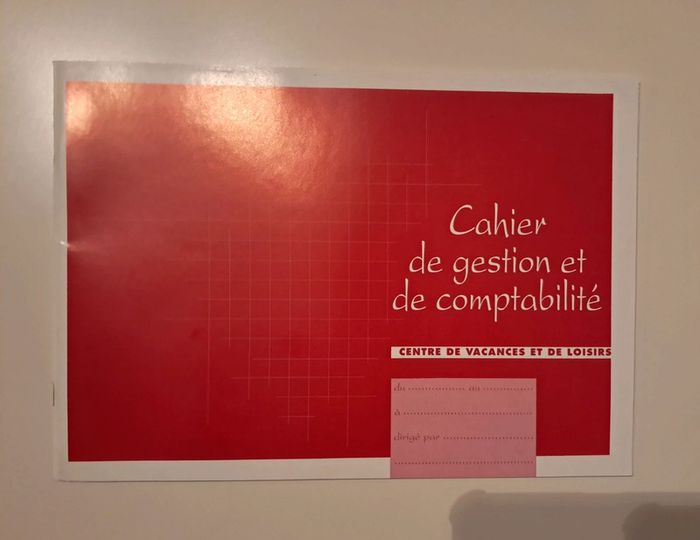 Cahier
de gestion et
de comptabilité
CENTRE DE VACANCES ET DE LOISIRS
du .................. au ...............
à ........................................
dirigé par ............................
..........................................